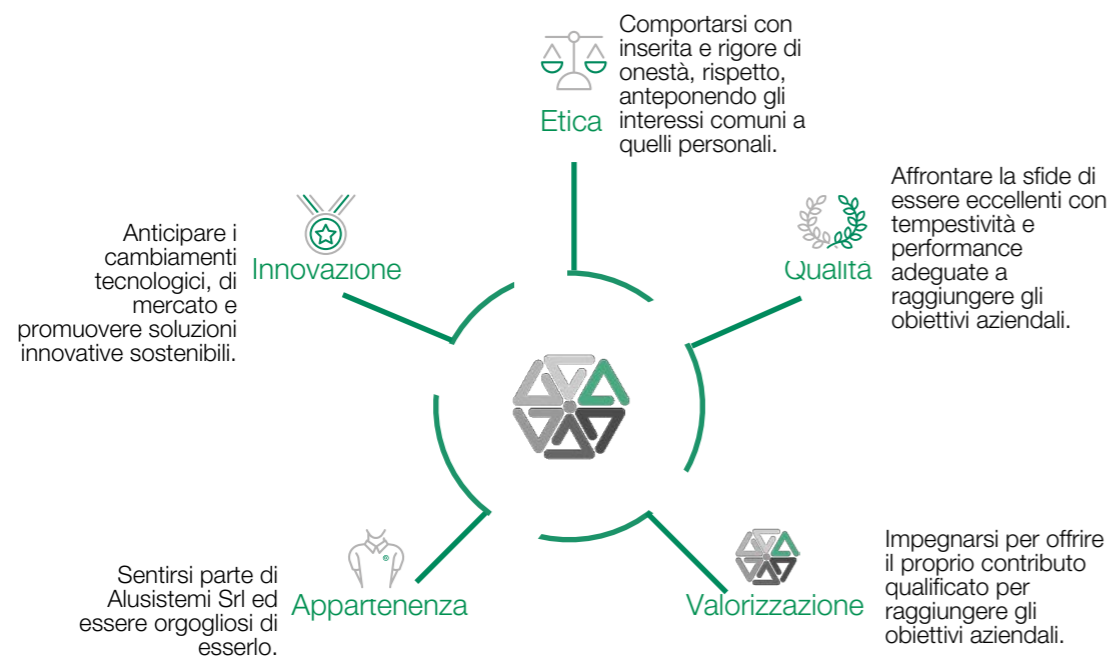 Etica
Comportarsi con
inserita e rigore di
onestà, rispetto,
anteponendo gli
interessi comuni a
quelli personali.
Qualità
Affrontare la sfide di
essere eccellenti con
tempestività e
performance
adeguate a
raggiungere gli
obiettivi aziendali.
Anticipare i
cambiamenti
tecnologici, di
mercato e
promuovere soluzioni
innovative sostenibili.
Innovazione
Sentirsi parte di
Alusistemi Srl ed
essere orgogliosi di
esserlo.
Appartenenza
Valorizzazione
Impegnarsi per offrire
il proprio contributo
qualificato per
raggiungere gli
obiettivi aziendali.